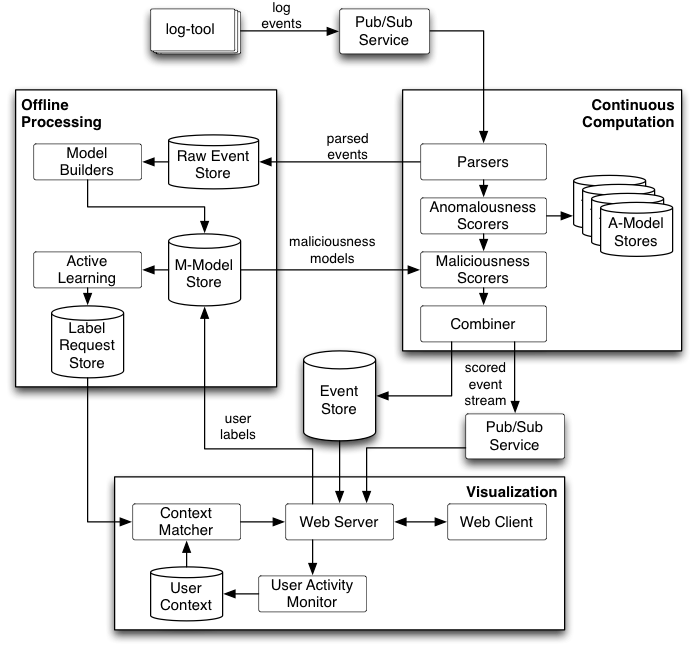 log-tool
log
events
Pub/Sub
Service
Offline
Processing
Continuous
Computation
Model
Builders
Raw Event
Store
parsed
events
Parsers
Anomalousness
Scorers
A-Model
Stores
Active
Learning
M-Model
Store
maliciousness
models
Maliciousness
Scorers
Label
Request
Store
Combiner
user
labels
Event
Store
scored
event
stream
Pub/Sub
Service
Visualization
Context
Matcher
Web Server
Web Client
User
Context
User Activity
Monitor